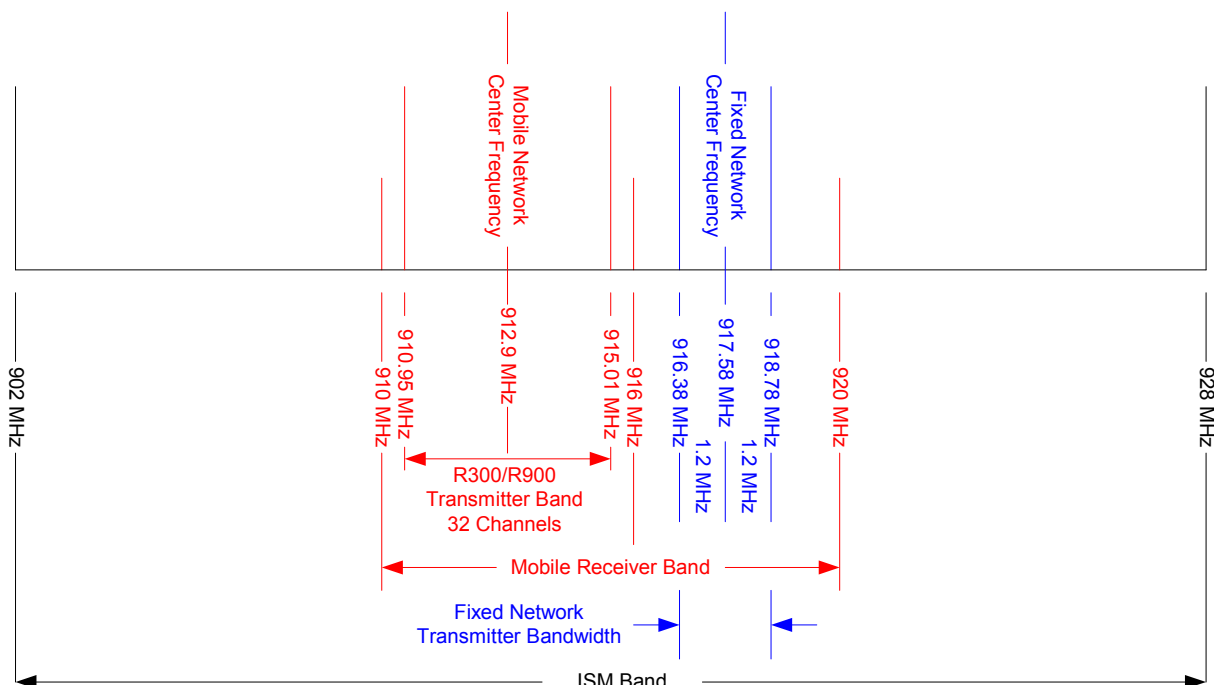 Mobile Network
Center Frequency
Fixed Network
Center Frequency
902 MHz
910 MHz
910.95 MHz
912.9 MHz
915.01 MHz
916 MHz
916.38 MHz
917.58 MHz
918.78 MHz
920 MHz
928 MHz
1.2 MHz
1.2 MHz
R300/R900
Transmitter Band
32 Channels
Mobile Receiver Band
Fixed Network
Transmitter Bandwidth
ISM Band